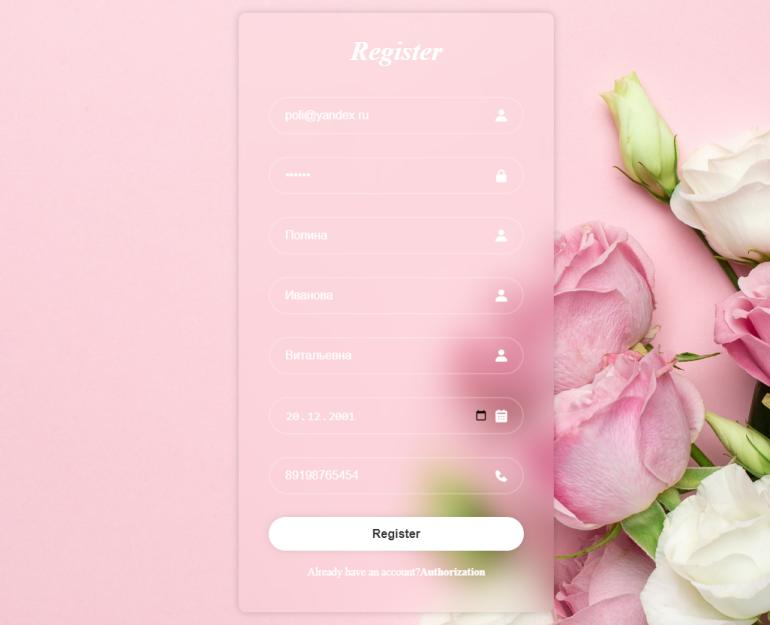 Register
poli@yandex.ru
••••••
Полина
Иванова
Витальевна
20.12.2001
89198765454
Register
Already have an account?Authorization